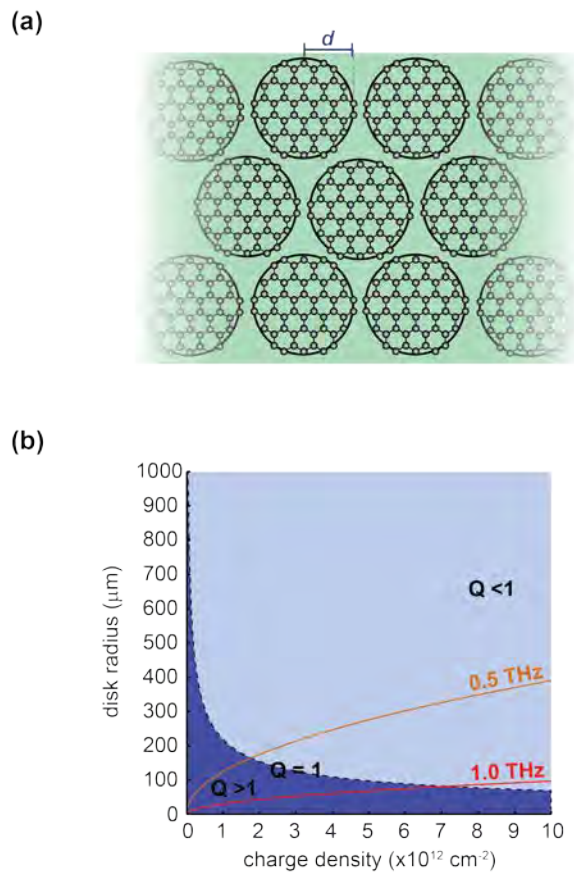 (a)
d
(b)
1000
900
800
700
600
500
400
300
200
100
0
disk radius (μm)
Q <1
0.5 THz
Q = 1
Q >1
1.0 THz
0 1 2 3 4 5 6 7 8 9 10
charge density (x10¹² cm⁻²)